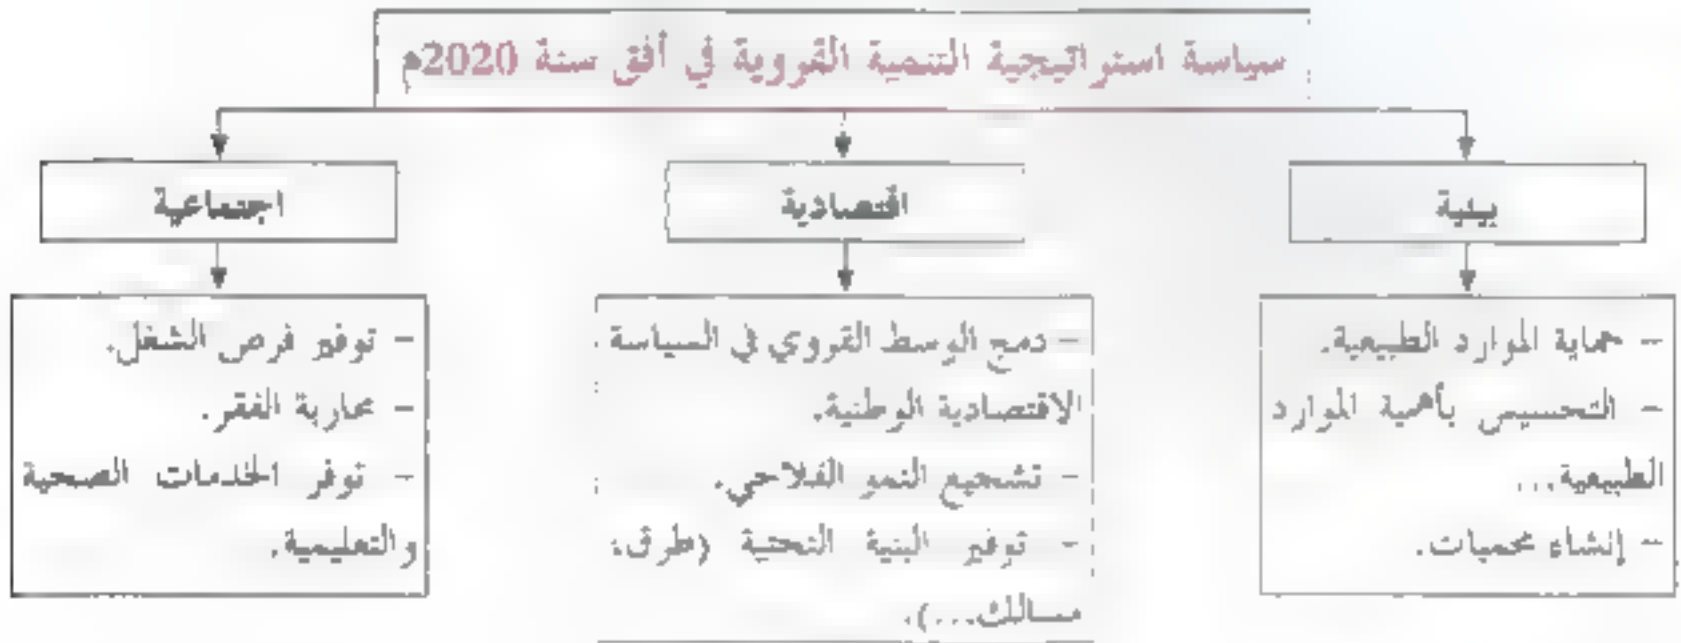 سياسة استراتيجية التنمية القروية في أفق سنة 2020م
بيئية
اقتصادية
اجتماعية
- حماية الموارد الطبيعية.
- التحسيس بأهمية الموارد
الطبيعية...
- إنشاء محميات.
- دمج الوسط القروي في السياسة
الاقتصادية الوطنية.
- تشجيع النمو الفلاحي.
- توفير البنية التحتية (طرق،
مسالك...).
- توفير فرص الشغل.
- محاربة الفقر.
- توفر الخدمات الصحية
والتعليمية.